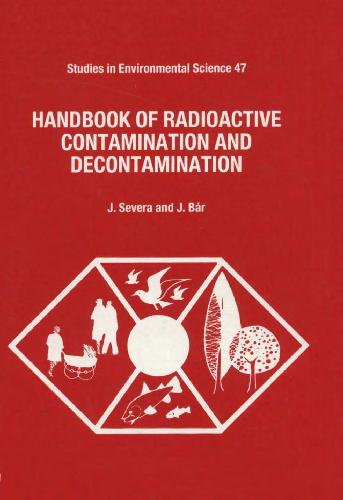 Studies in Environmental Science 47
HANDBOOK OF RADIOACTIVE
CONTAMINATION AND
DECONTAMINATION
J. Severa and J. Bár